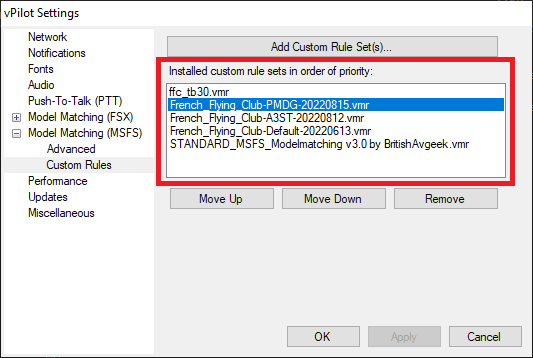 vPilot Settings
Network
Notifications
Fonts
Audio
Push-To-Talk (PTT)
Model Matching (FSX)
Model Matching (MSFS)
Advanced
Custom Rules
Performance
Updates
Miscellaneous
Add Custom Rule Set(s)...
Installed custom rule sets in order of priority:
ffc_tb30.vmr
French_Flying_Club-PMDG-20220815.vmr
French_Flying_Club-A3ST-20220812.vmr
French_Flying_Club-Default-20220613.vmr
STANDARD_MSFS_Modelmatching v3.0 by BritishAvgeek.vmr
Move Up
Move Down
Remove
OK
Apply
Cancel